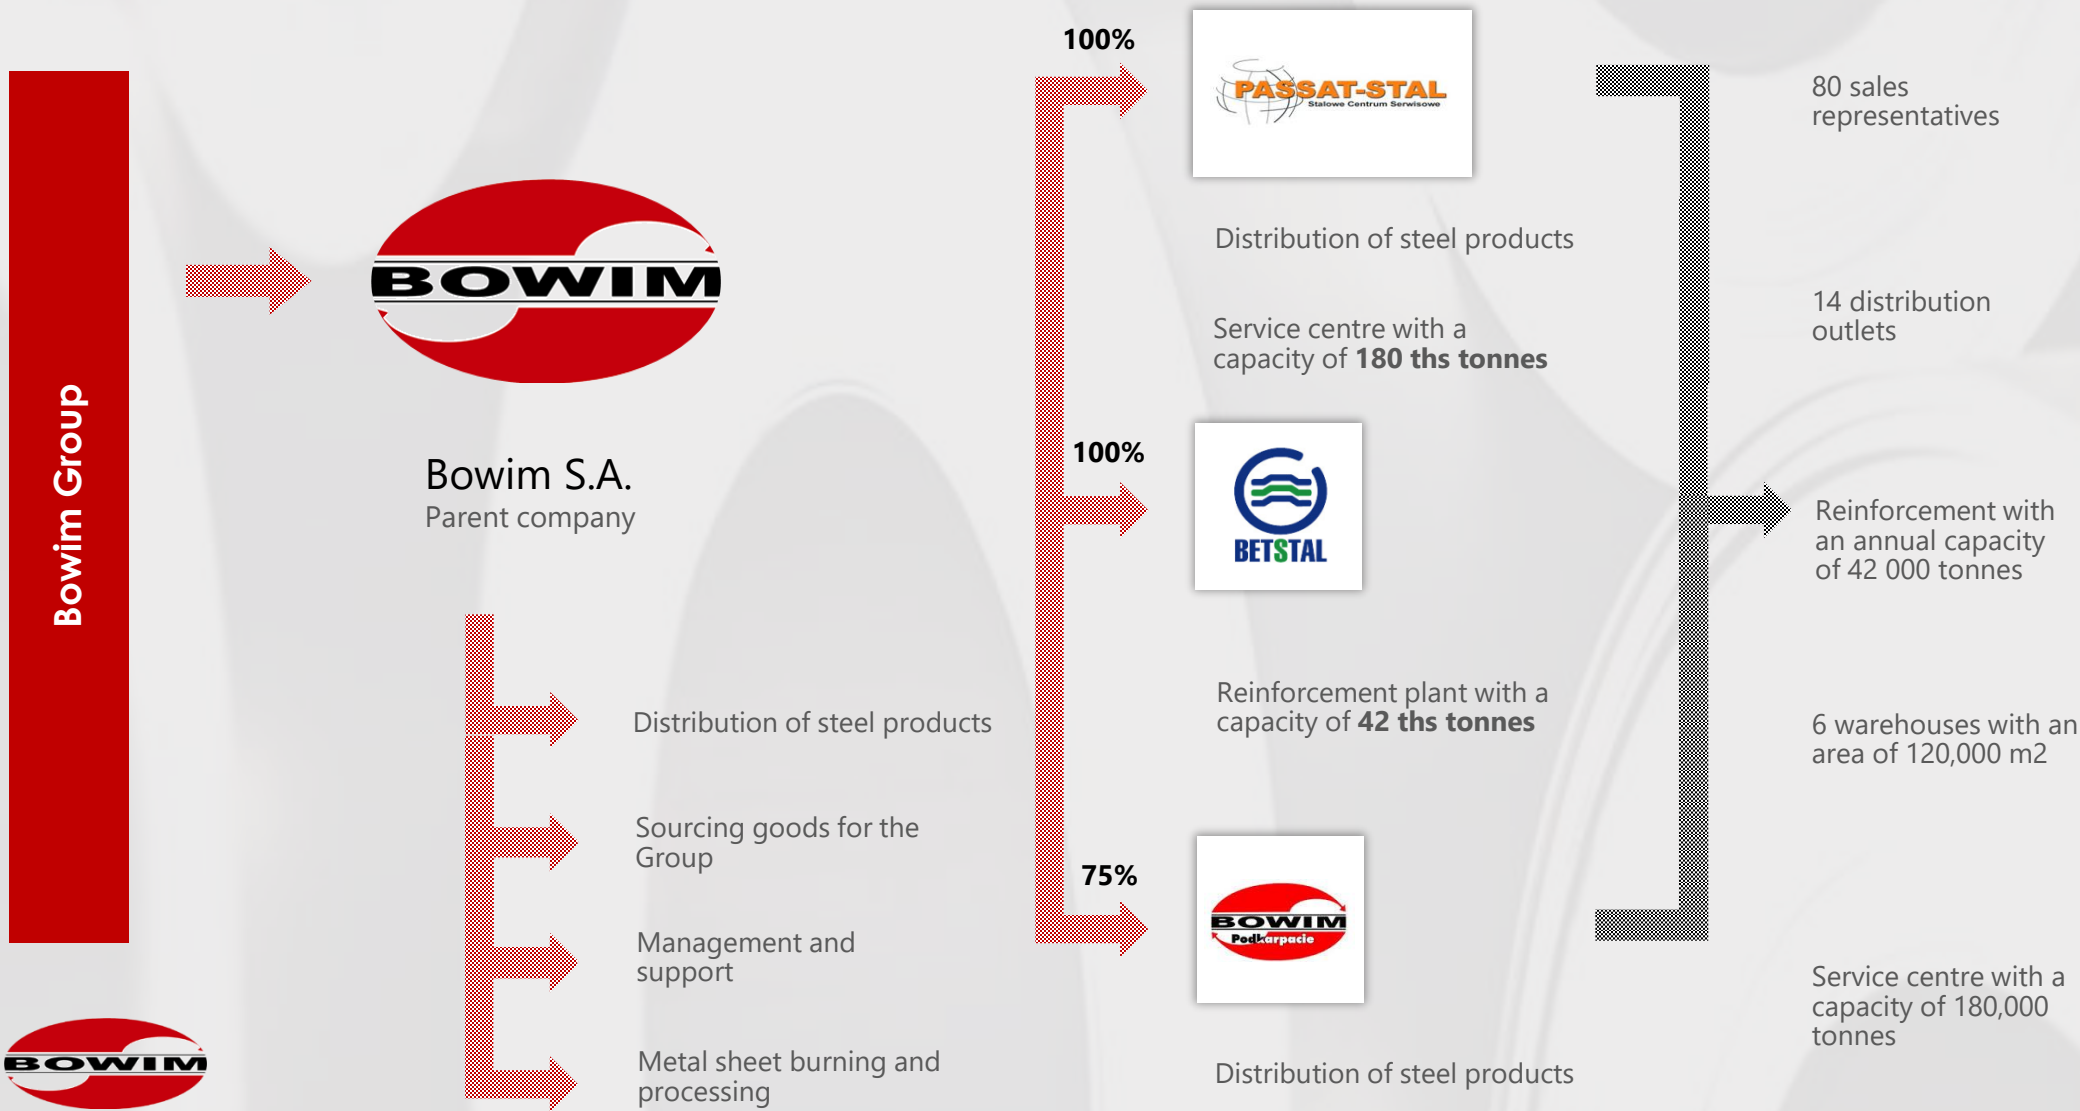 Bowim Group
BOWIM
Bowim S.A.
Parent company
Distribution of steel products
Sourcing goods for the
Group
Management and
support
Metal sheet burning and
processing
100%
PASSAT-STAL
Stalowe Centrum Serwisowe
Distribution of steel products
Service centre with a
capacity of 180 ths tonnes
100%
BETSTAL
Reinforcement plant with a
capacity of 42 ths tonnes
75%
BOWIM
Podkarpacie
Distribution of steel products
80 sales
representatives
14 distribution
outlets
Reinforcement with
an annual capacity
of 42 000 tonnes
6 warehouses with an
area of 120,000 m2
Service centre with a
capacity of 180,000
tonnes
BOWIM